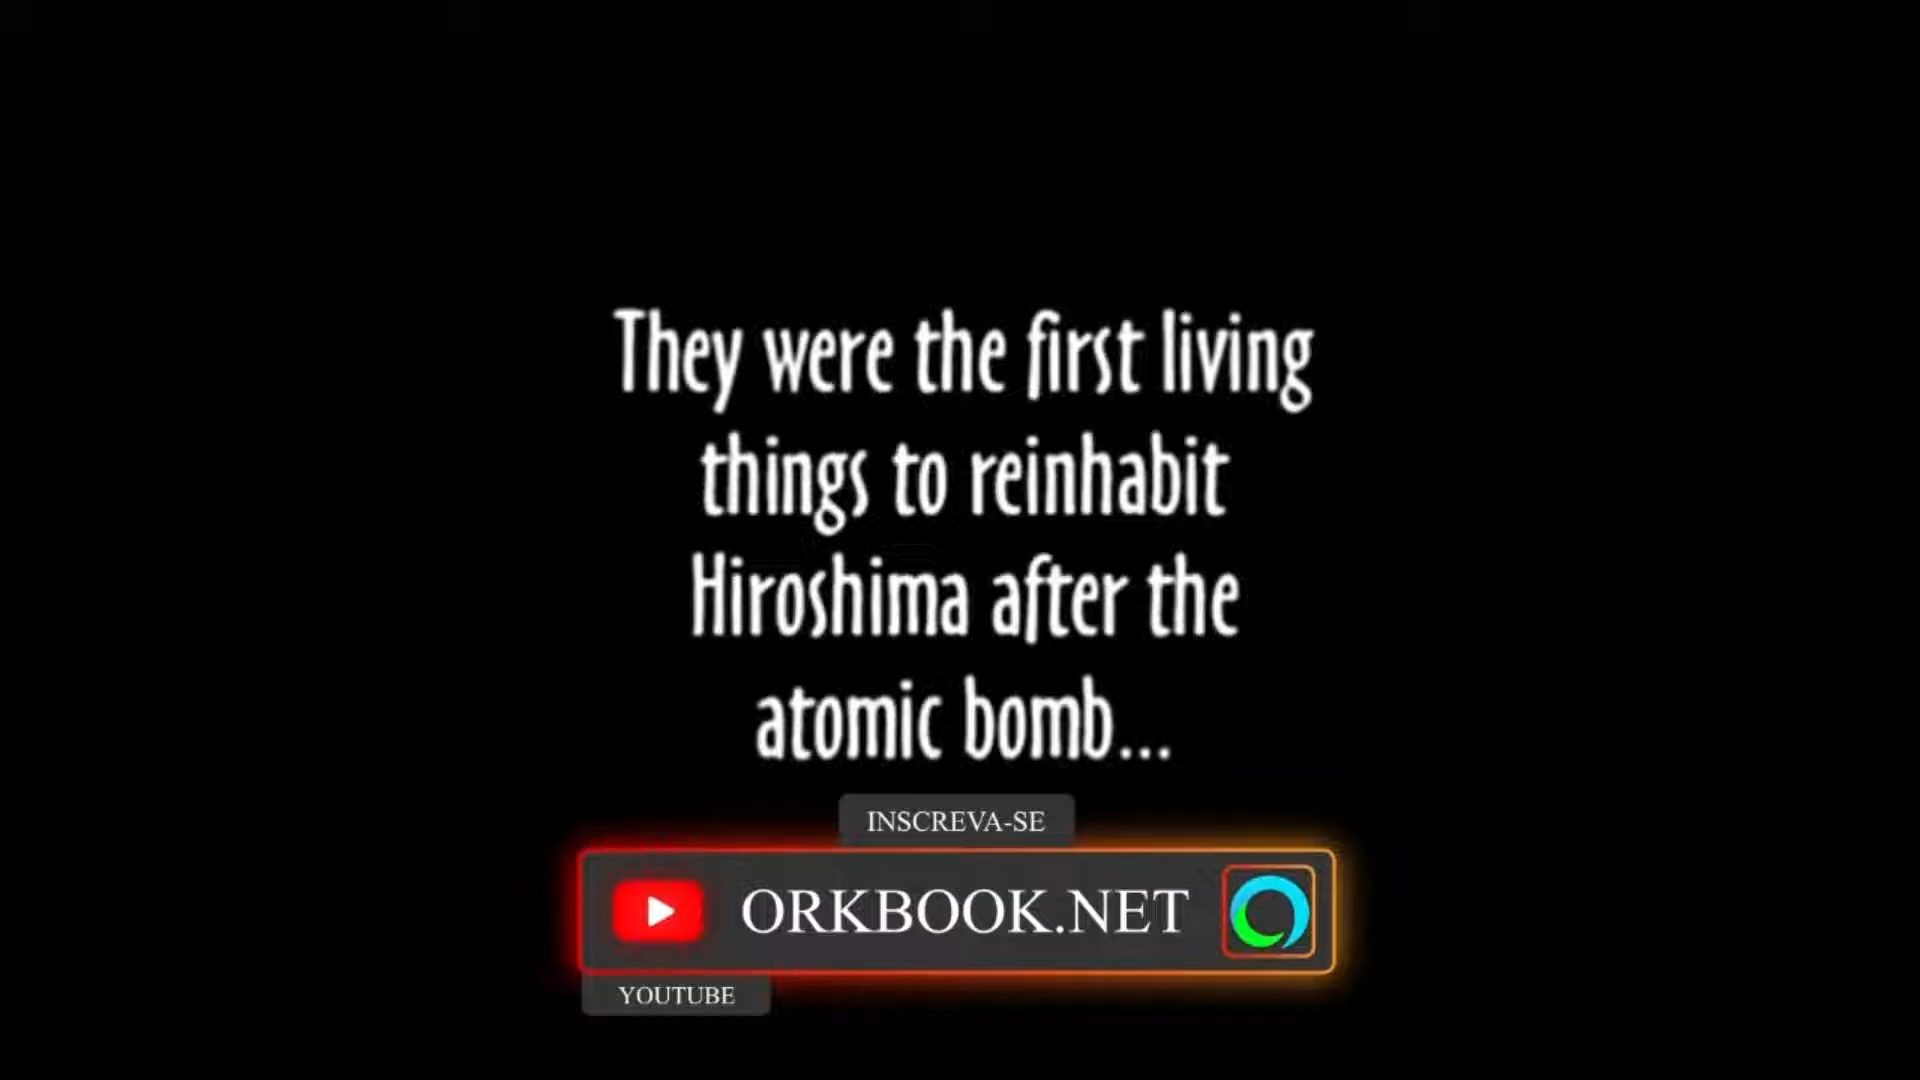 They were the first living
things to reinhabit
Hiroshima after the
atomic bomb...
INSCREVA-SE
ORKBOOK.NET
YOUTUBE